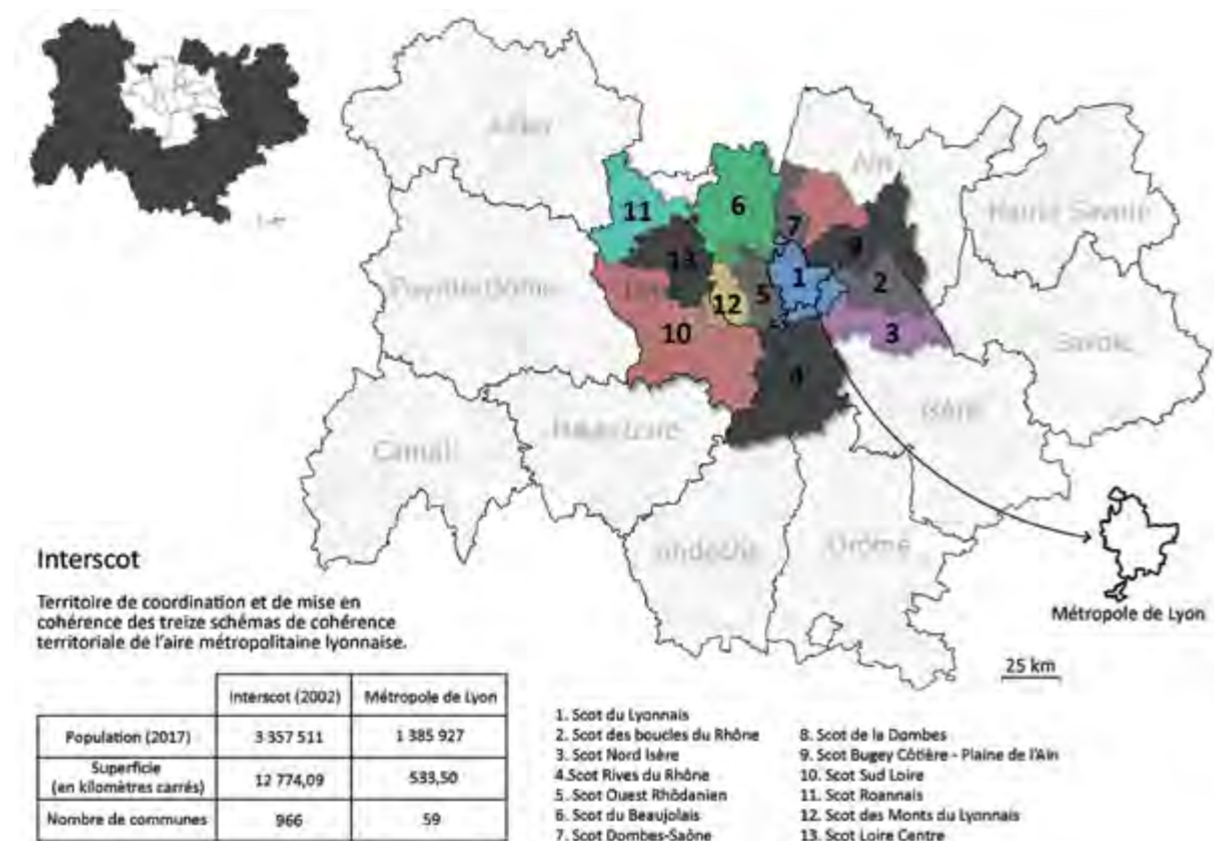 Allier
Ain
Haute Savoie
11
6
7
13
9
1
2
12
5
3
10
4
Savoie
Isère
Cantal
Haute Loire
Ardèche
Drôme
Interscot
Territoire de coordination et de mise en
cohérence des treize schémas de cohérence
territoriale de l'aire métropolitaine lyonnaise.
Métropole de Lyon
25 km
Interscot (2002) Métropole de Lyon
Population (2017) 3 357 511 1 385 927
Superficie
(en kilomètres carrés) 12 774,09 533,50
Nombre de communes 966 59
1. Scot du Lyonnais
2. Scot des boucles du Rhône
3. Scot Nord Isère
4.Scot Rives du Rhône
5. Scot Ouest Rhôdanien
6. Scot du Beaujolais
7. Scot Dombes-Saône
8. Scot de la Dombes
9. Scot Bugey Côtière - Plaine de l'Ain
10. Scot Sud Loire
11. Scot Roannais
12. Scot des Monts du Lyonnais
13. Scot Loire Centre